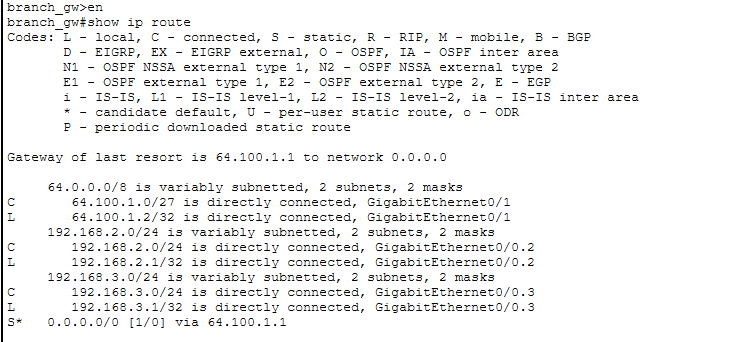 branch_gw>en
branch_gw#show ip route
Codes: L - local, C - connected, S - static, R - RIP, M - mobile, B - BGP
       D - EIGRP, EX - EIGRP external, O - OSPF, IA - OSPF inter area
       N1 - OSPF NSSA external type 1, N2 - OSPF NSSA external type 2
       E1 - OSPF external type 1, E2 - OSPF external type 2, E - EGP
       i - IS-IS, L1 - IS-IS level-1, L2 - IS-IS level-2, ia - IS-IS inter area
       * - candidate default, U - per-user static route, o - ODR
       P - periodic downloaded static route

Gateway of last resort is 64.100.1.1 to network 0.0.0.0

     64.0.0.0/8 is variably subnetted, 2 subnets, 2 masks
C       64.100.1.0/27 is directly connected, GigabitEthernet0/1
L       64.100.1.2/32 is directly connected, GigabitEthernet0/1
     192.168.2.0/24 is variably subnetted, 2 subnets, 2 masks
C       192.168.2.0/24 is directly connected, GigabitEthernet0/0.2
L       192.168.2.1/32 is directly connected, GigabitEthernet0/0.2
     192.168.3.0/24 is variably subnetted, 2 subnets, 2 masks
C       192.168.3.0/24 is directly connected, GigabitEthernet0/0.3
L       192.168.3.1/32 is directly connected, GigabitEthernet0/0.3
S*   0.0.0.0/0 [1/0] via 64.100.1.1